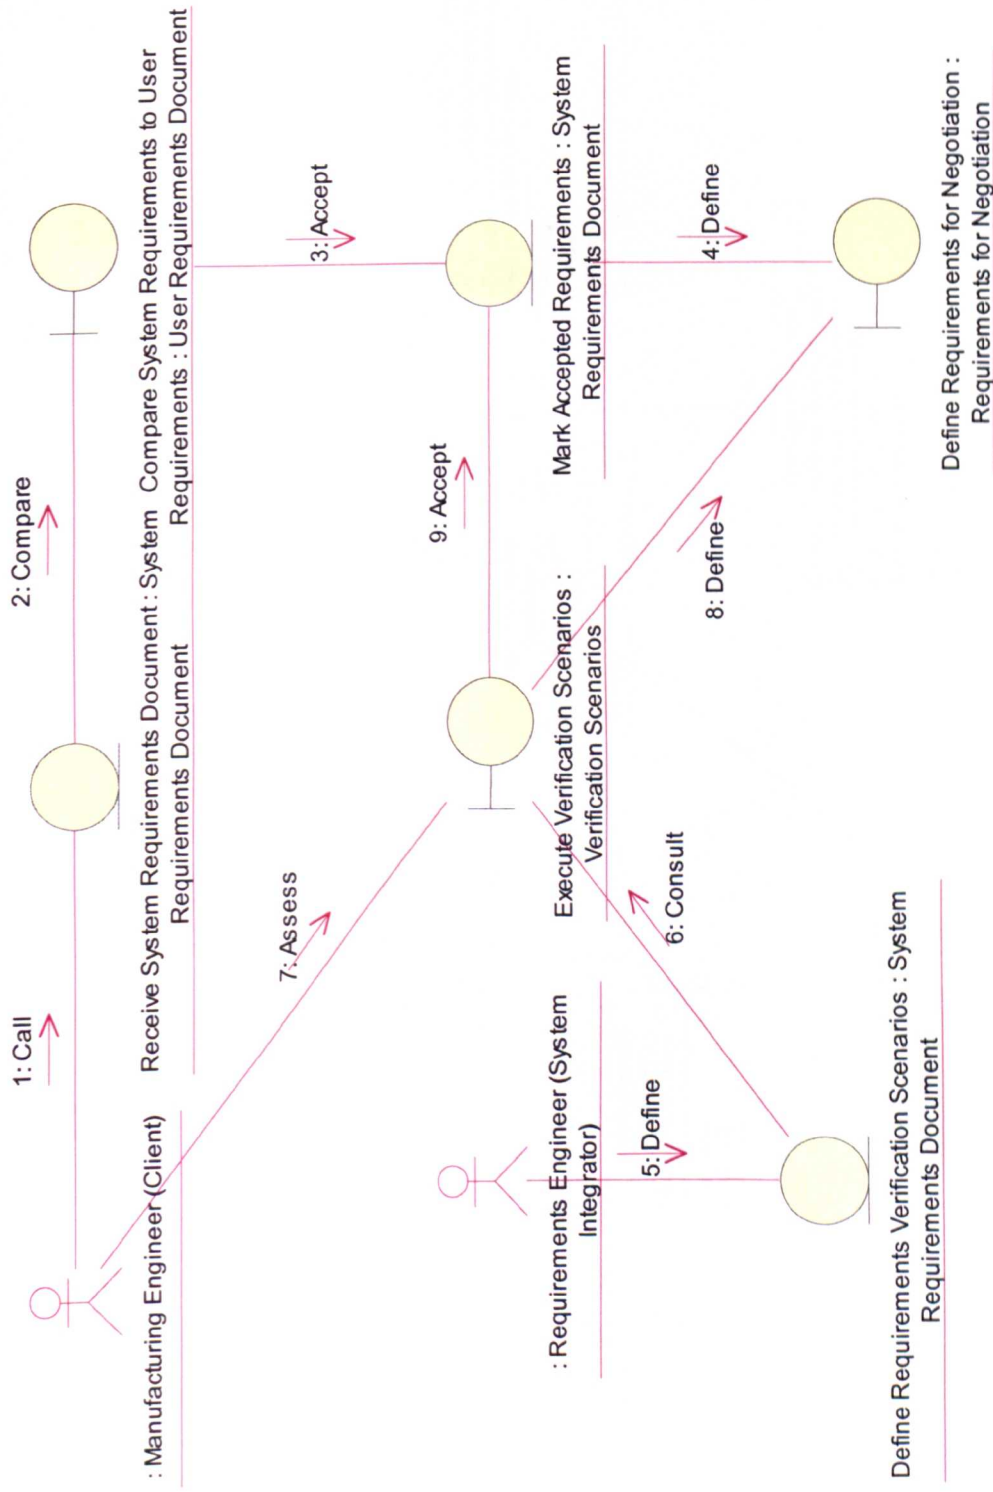 1: Call
2: Compare
: Manufacturing Engineer (Client)
Receive System Requirements Document : System
Requirements Document
Compare System Requirements to User
Requirements : User Requirements Document
7: Assess
3: Accept
9: Accept
: Requirements Engineer (System
Integrator)
Execute Verification Scenarios :
Verification Scenarios
Mark Accepted Requirements : System
Requirements Document
5: Define
6: Consult
8: Define
4: Define
Define Requirements Verification Scenarios : System
Requirements Document
Define Requirements for Negotiation :
Requirements for Negotiation